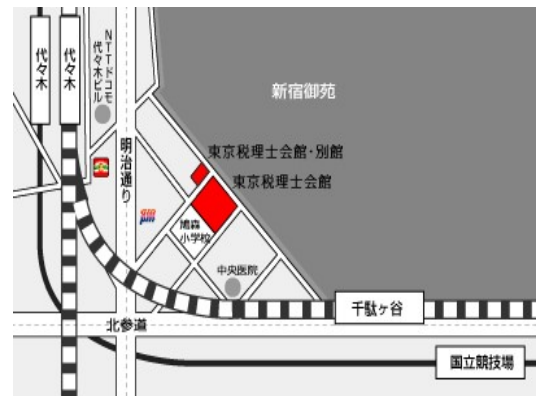 代々木
代々木
NTTドコモ
代々木ビル
新宿御苑
明治通り
東京税理士会館・別館
東京税理士会館
am
pm
鳩森
小学校
中央医院
千駄ヶ谷
北参道
国立競技場